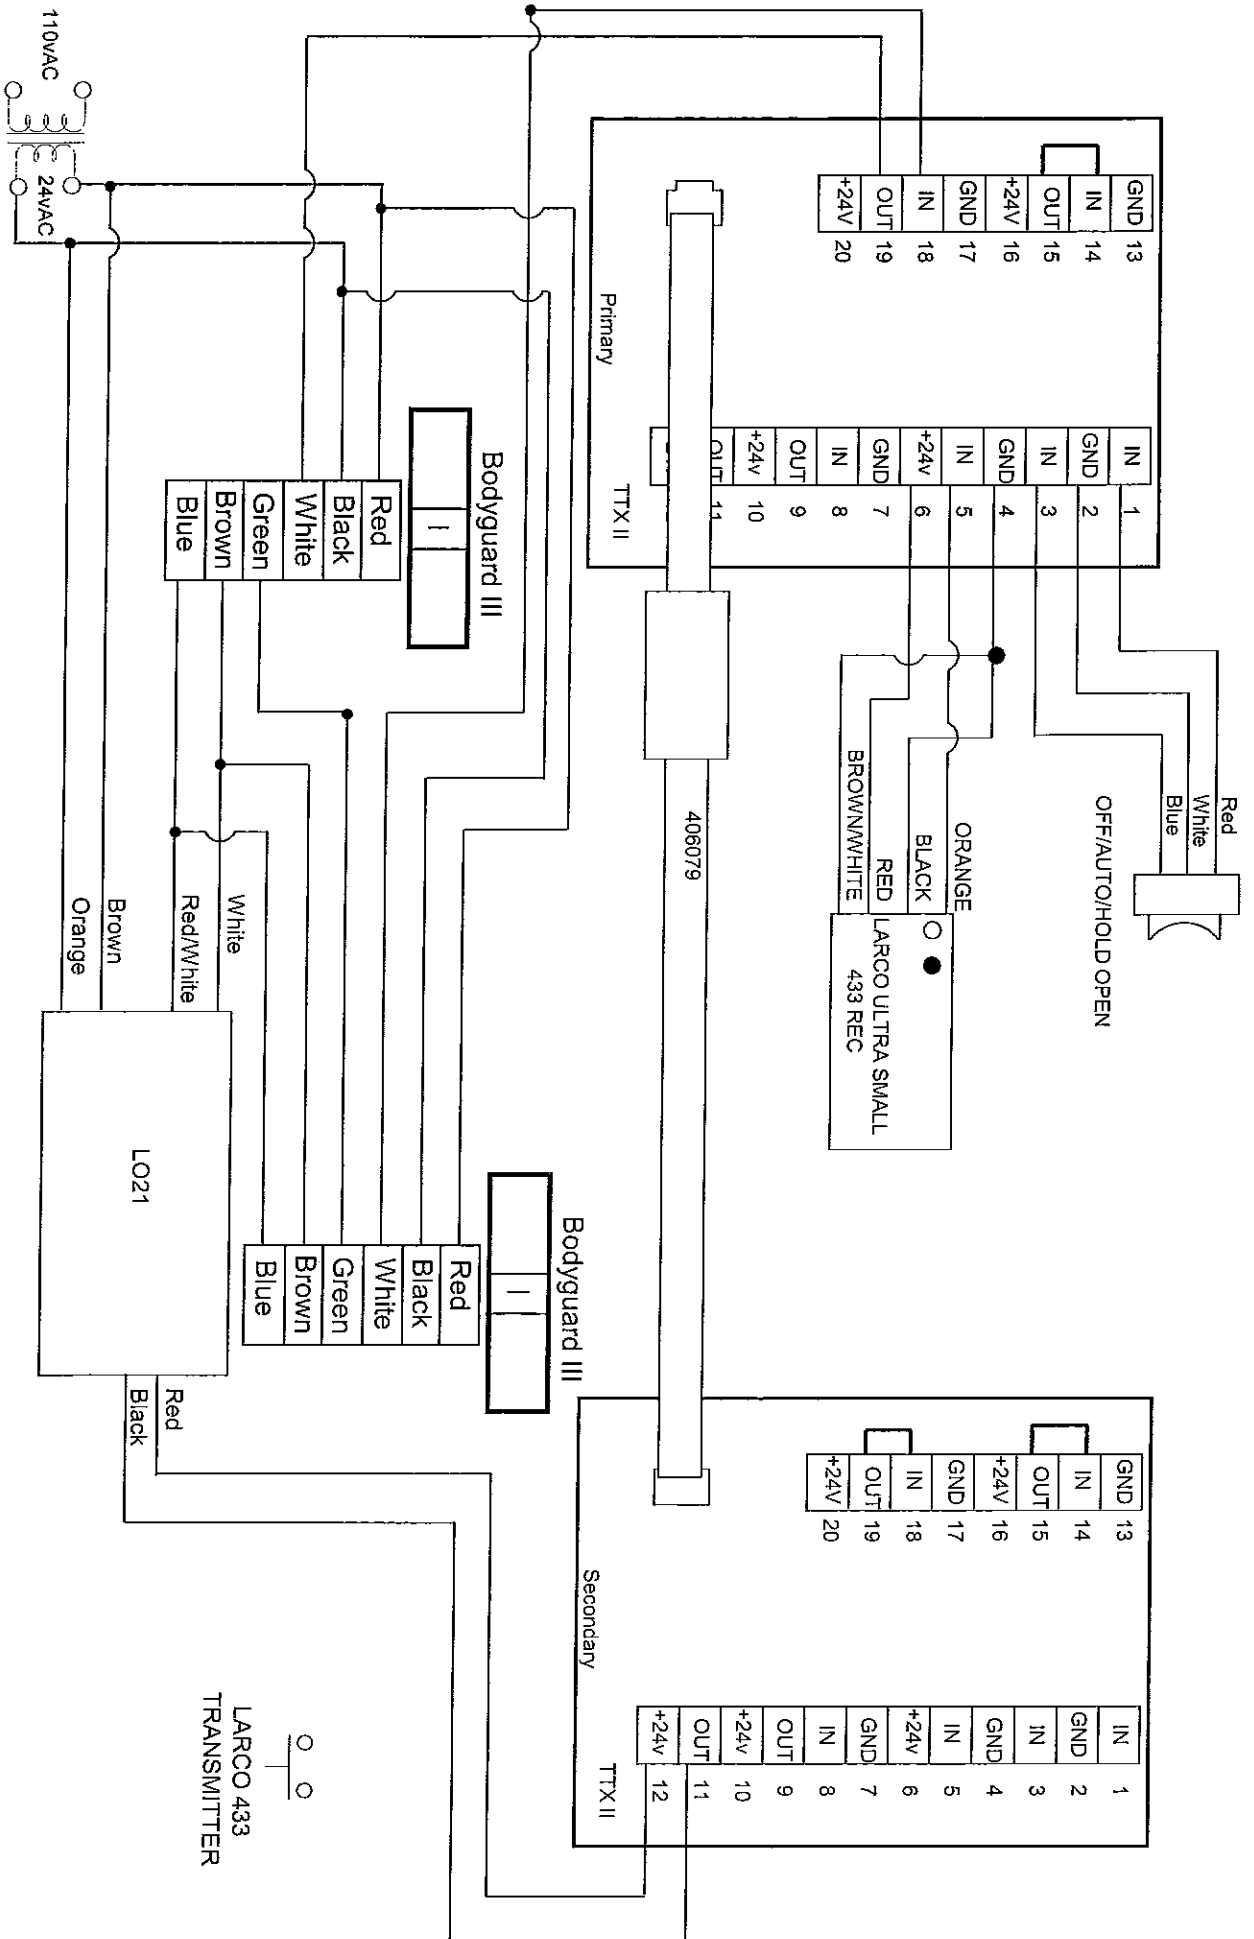 110vAC
24vAC
GND 13
IN 14
OUT 15
+24V 16
GND 17
IN 18
OUT 19
+24V 20
Primary
IN 1
GND 2
IN 3
GND 4
IN 5
+24v 6
GND 7
IN 8
OUT 9
+24v 10
OUT 11
TTX II
Red
White
Blue
OFF/AUTO/HOLD OPEN
ORANGE
BLACK
RED
BROWN/WHITE
LARCO ULTRA SMALL
433 REC
406079
Bodyguard III
Red
Black
White
Green
Brown
Blue
White
Red/White
Brown
Orange
LO21
Red
Black
Bodyguard III
Red
Black
White
Green
Brown
Blue
GND 13
IN 14
OUT 15
+24V 16
GND 17
IN 18
OUT 19
+24V 20
Secondary
IN 1
GND 2
IN 3
GND 4
IN 5
+24v 6
GND 7
IN 8
OUT 9
+24v 10
OUT 11
+24v 12
TTX II
LARCO 433
TRANSMITTER